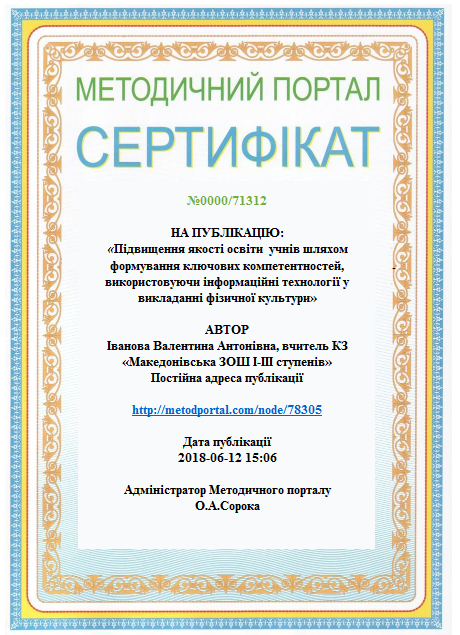 МЕТОДИЧНИЙ ПОРТАЛ
СЕРТИФІКАТ
№0000/71312
НА ПУБЛІКАЦІЮ:
«Підвищення якості освіти учнів шляхом
формування ключових компетентностей,
використовуючи інформаційні технології у
викладанні фізичної культури»
АВТОР
Іванова Валентина Антонівна, вчитель КЗ
«Македонівська ЗОШ І-ІІІ ступенів»
Постійна адреса публікації
http://metodportal.com/node/78305
Дата публікації
2018-06-12 15:06
Адміністратор Методичного порталу
О.А.Сорока